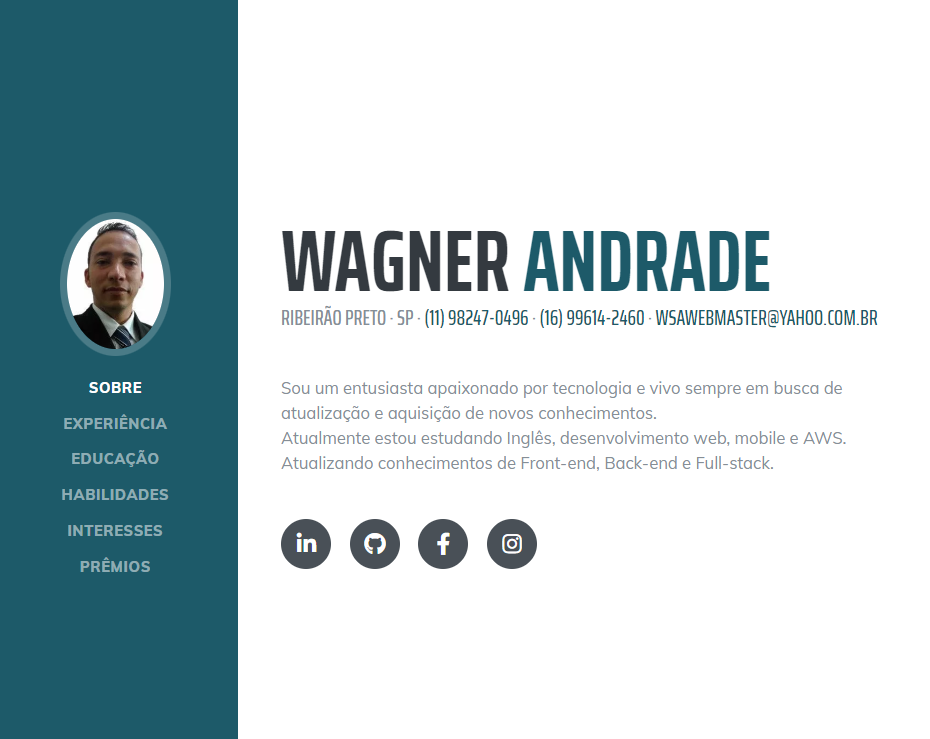 SOBRE
EXPERIÊNCIA
EDUCAÇÃO
HABILIDADES
INTERESSES
PRÊMIOS
WAGNER ANDRADE
RIBEIRÃO PRETO · SP · (11) 98247-0496 · (16) 99614-2460 · WSAWEBMASTER@YAHOO.COM.BR
Sou um entusiasta apaixonado por tecnologia e vivo sempre em busca de
atualização e aquisição de novos conhecimentos.
Atualmente estou estudando Inglês, desenvolvimento web, mobile e AWS.
Atualizando conhecimentos de Front-end, Back-end e Full-stack.